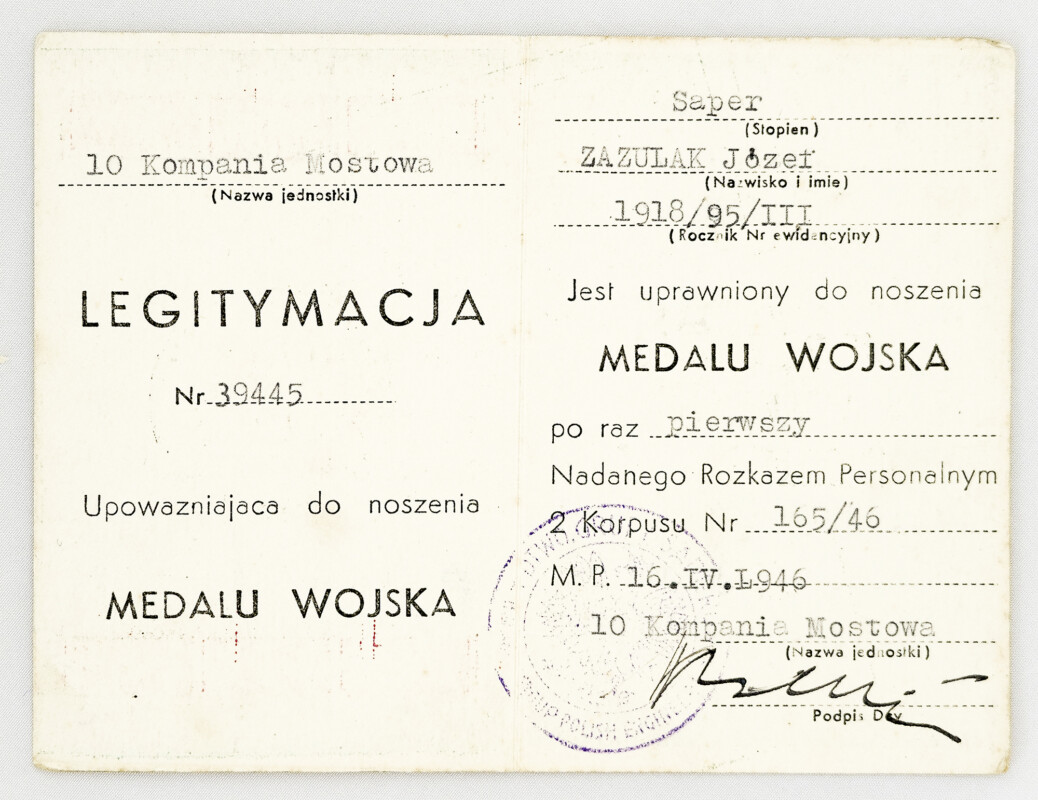 10 Kompania Mostowa
(Nazwa jednostki)
LEGITYMACJA
Nr 39445
Upowazniajaca do noszenia
MEDALU WOJSKA
Saper
(Stopien)
ZAZULAK Józef
(Nazwisko i imie)
1918/95/III
(Rocznik Nr ewidencyjny)
Jest uprawniony do noszenia
MEDALU WOJSKA
po raz pierwszy
Nadanego Rozkazem Personalnym
2 Korpusu Nr 165/46
M. P. 16.IV.1946
10 Kompania Mostowa
(Nazwa jednostki)
Podpis Dcy
POLISH